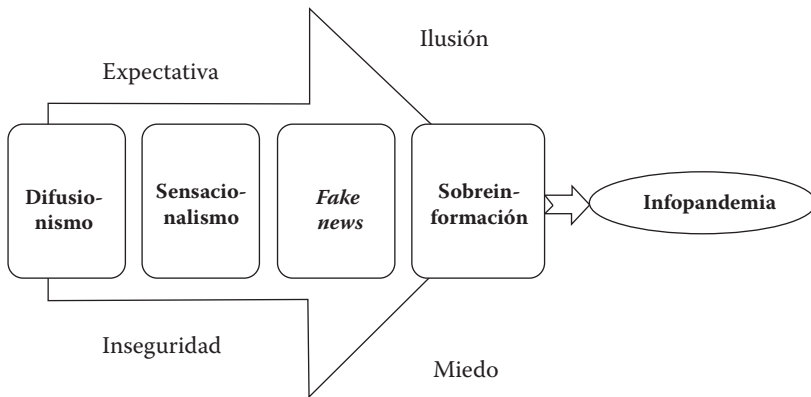 Ilusión
Expectativa
Difusio-
nismo
Sensacio-
nalismo
Fake
news
Sobrein-
formación
Infopandemia
Inseguridad
Miedo